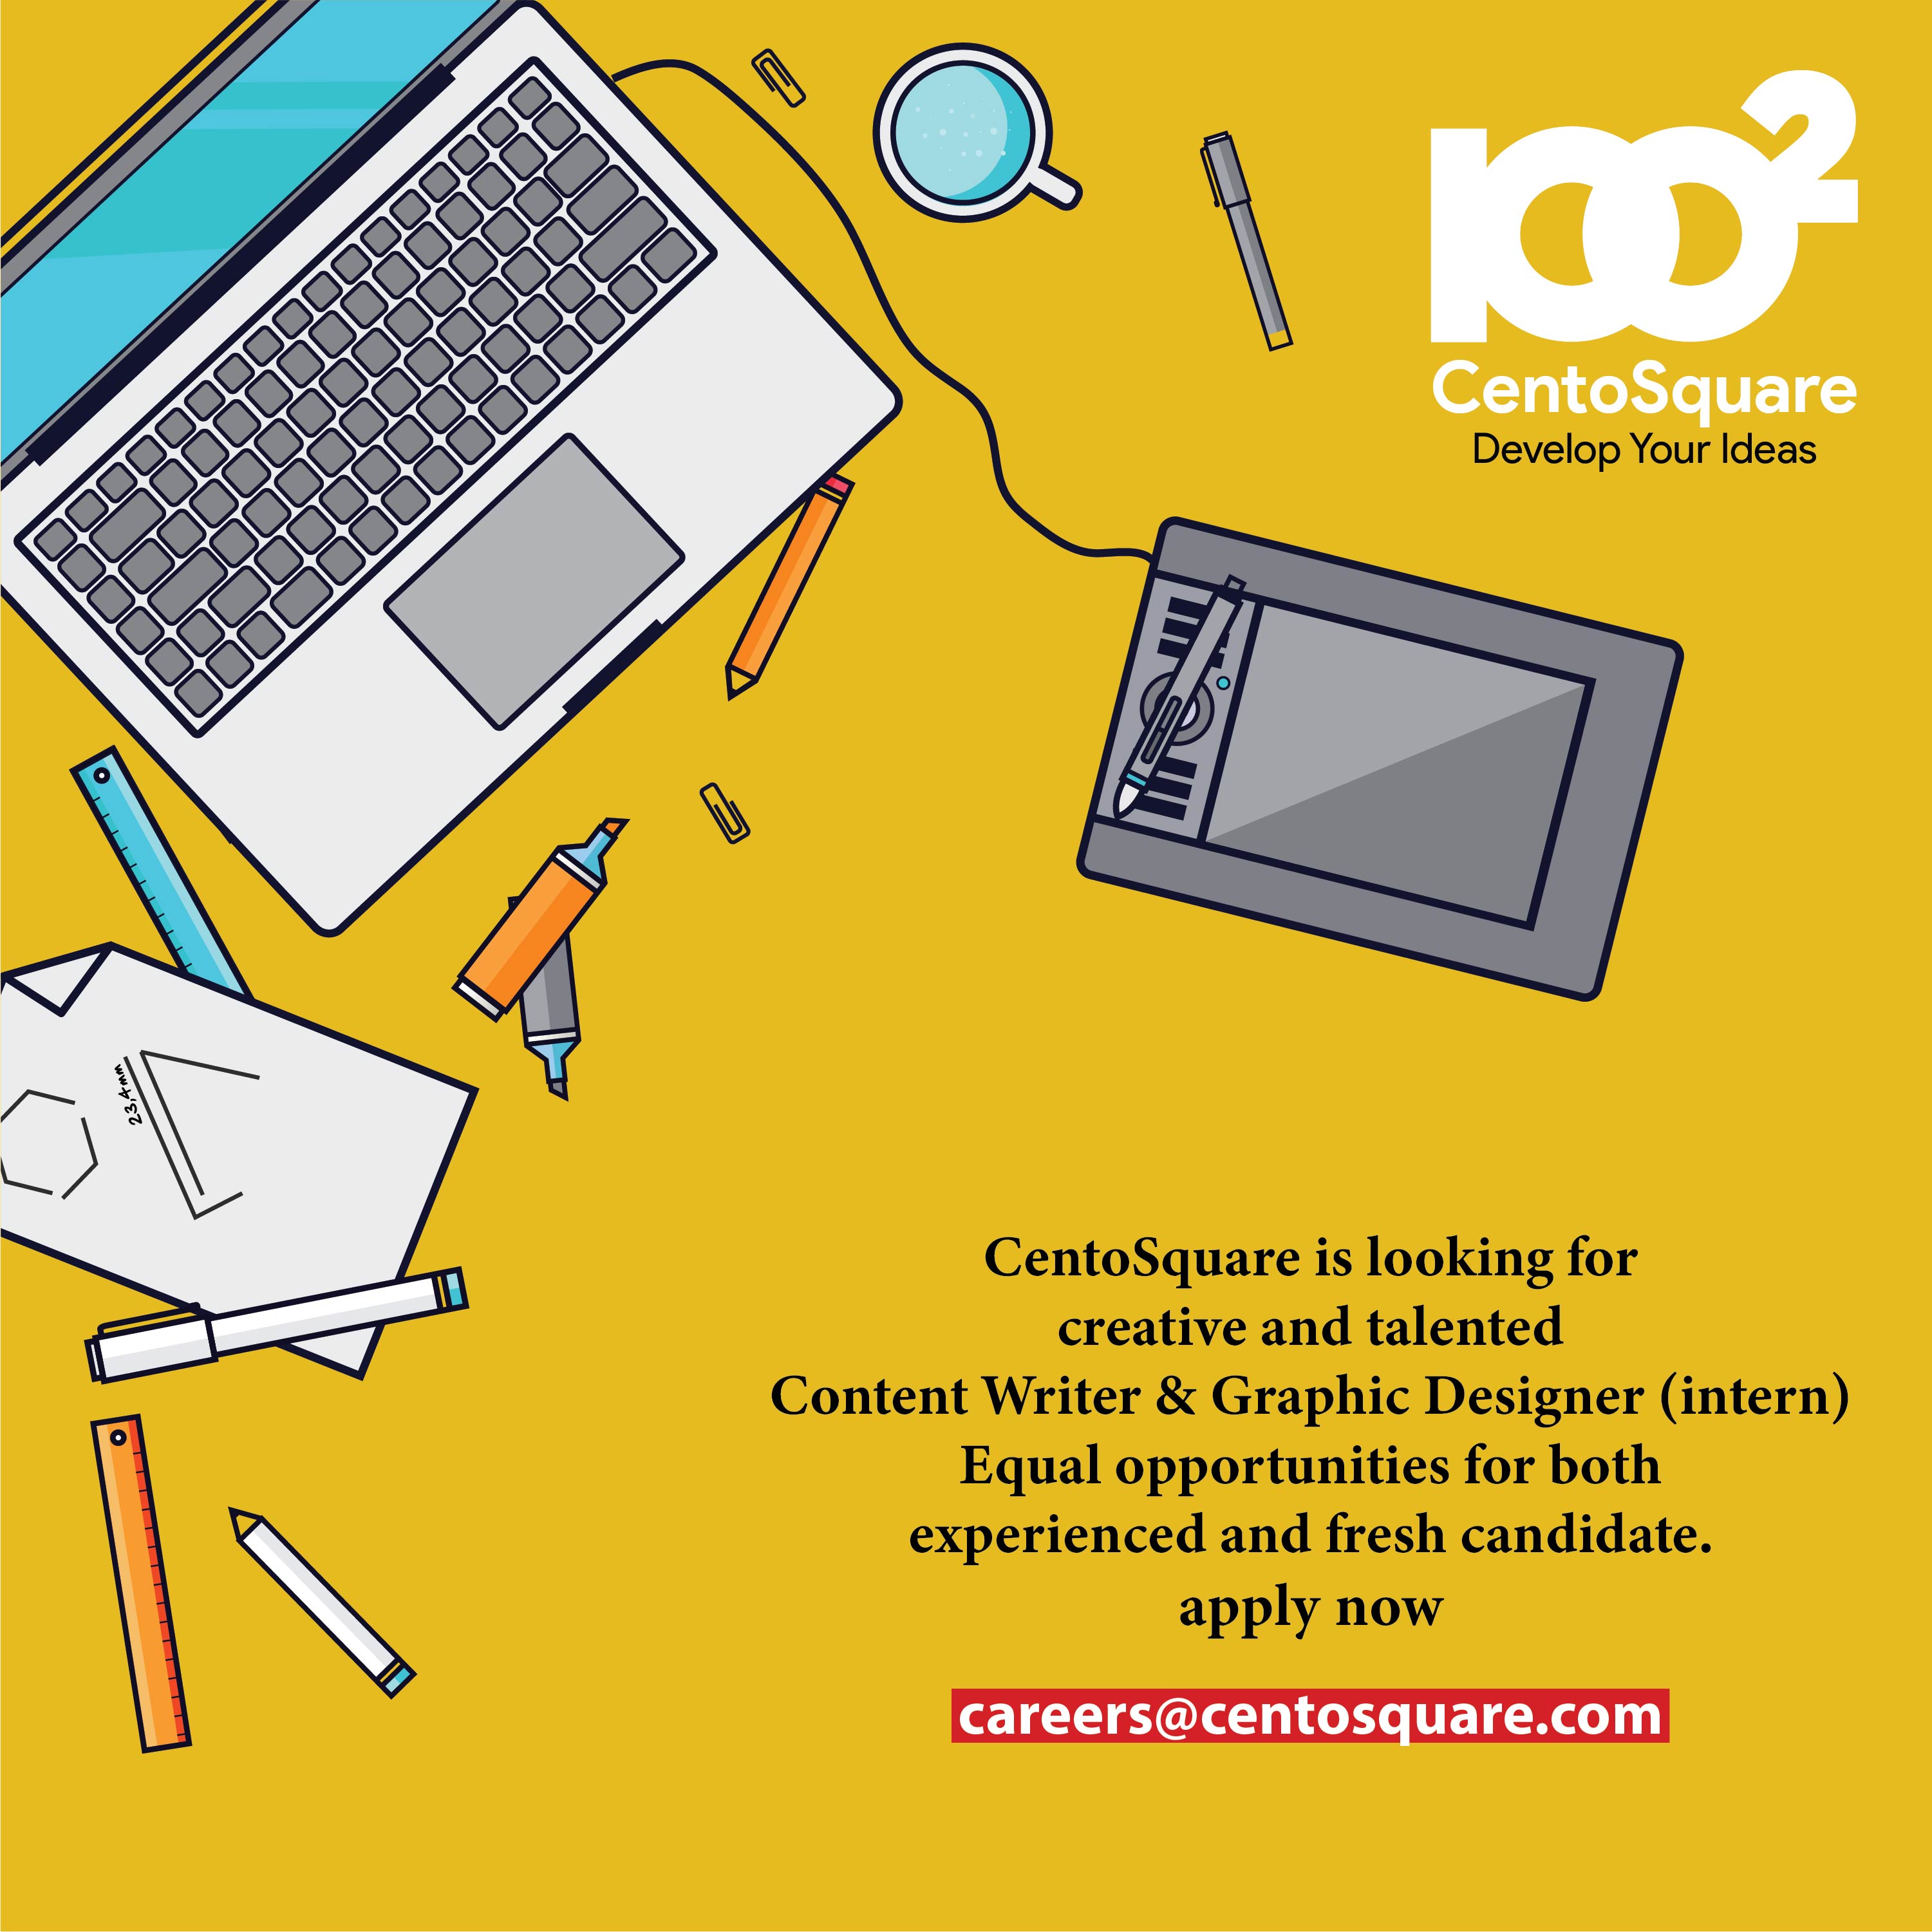 100²
CentoSquare
Develop Your Ideas
23,4mm
CentoSquare is looking for
creative and talented
Content Writer & Graphic Designer (intern)
Equal opportunities for both
experienced and fresh candidate.
apply now
careers@centosquare.com